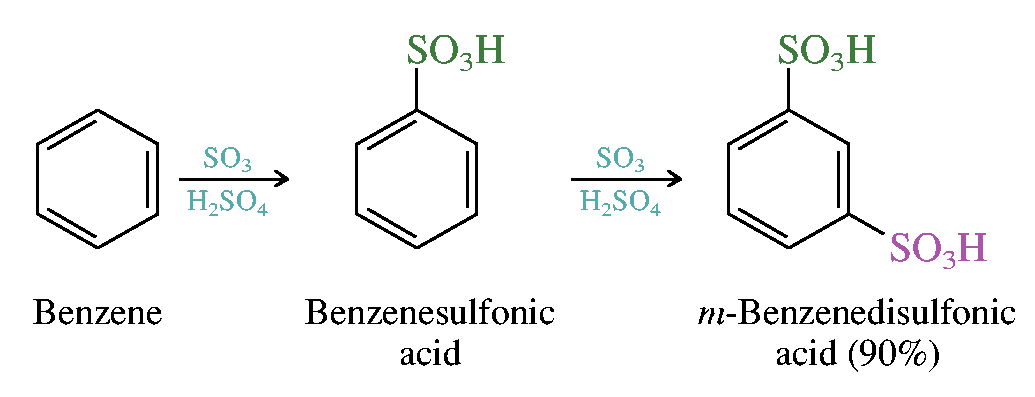 SO₃H
SO₃H
SO₃
H₂SO₄
SO₃
H₂SO₄
SO₃H
Benzene
Benzenesulfonic
acid
m-Benzenedisulfonic
acid (90%)